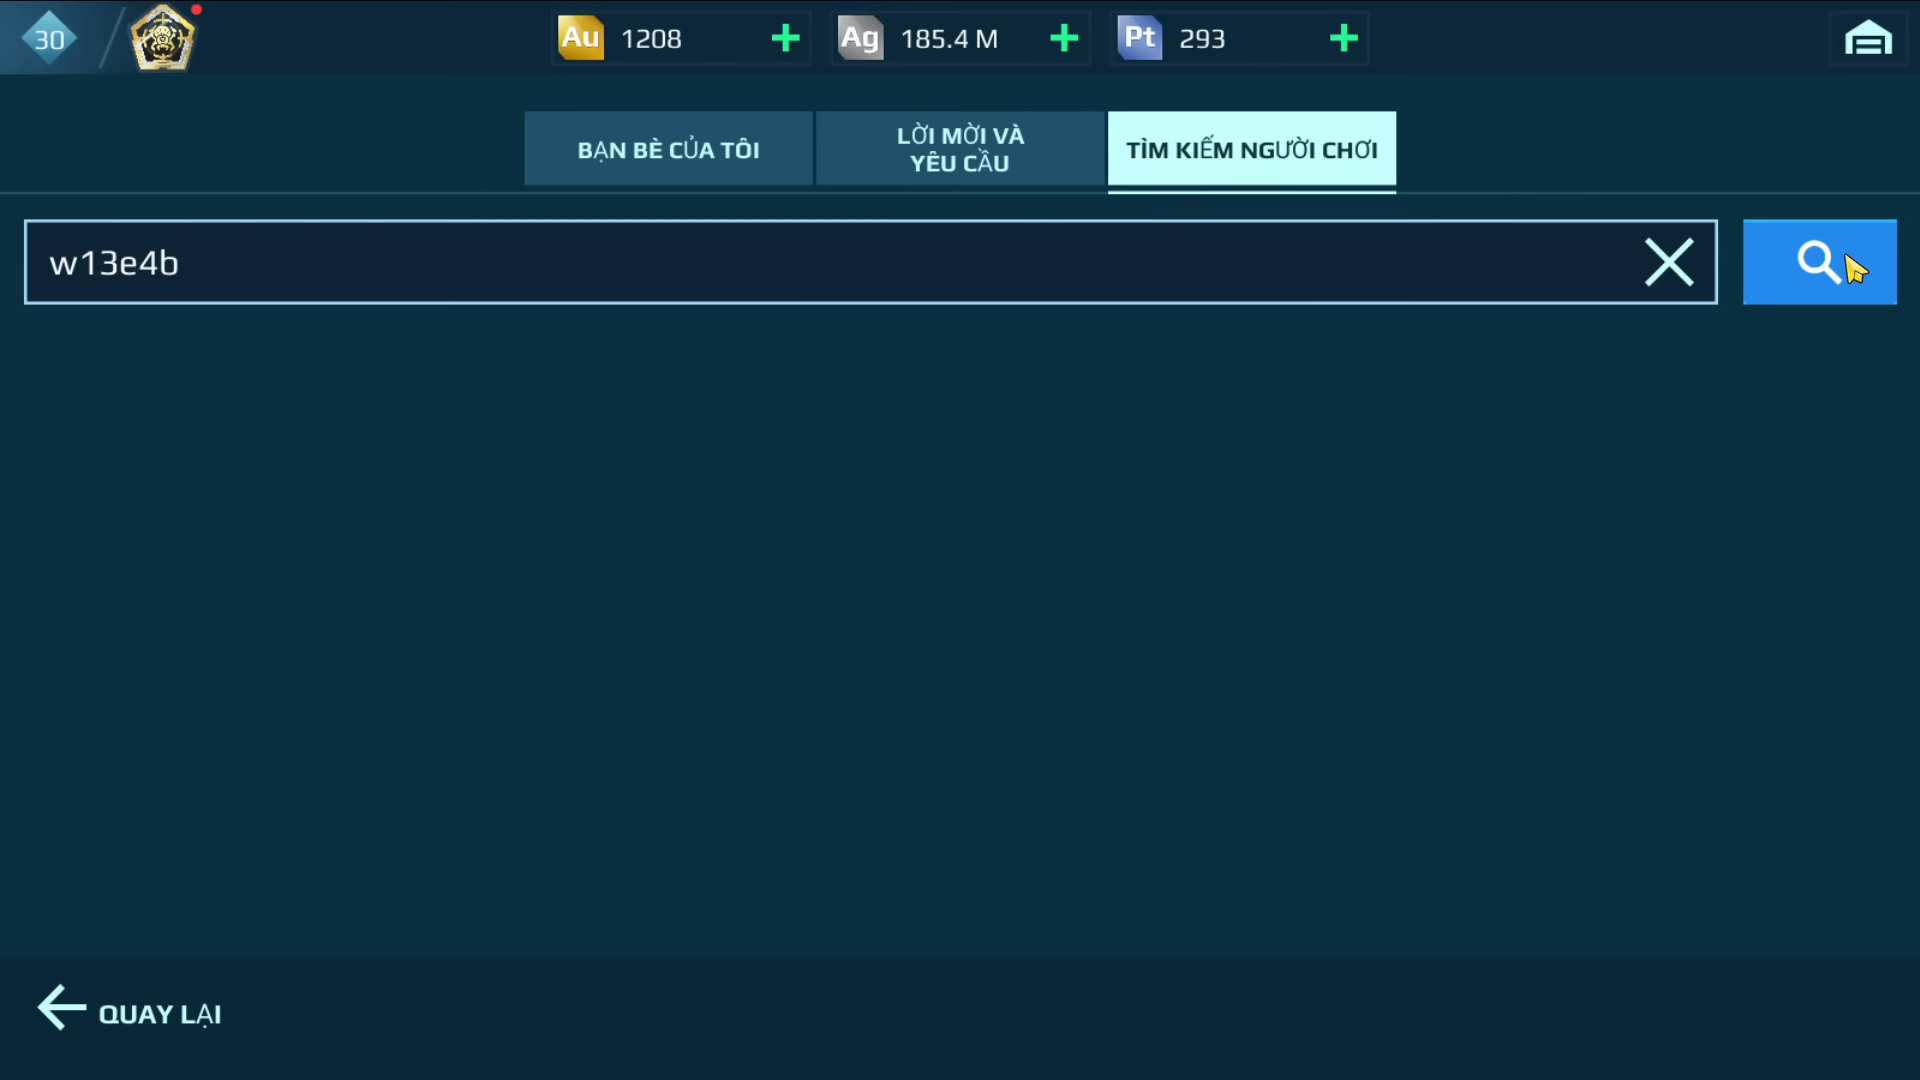 30
Au 1208
Ag 185.4 M
Pt 293
BẠN BÈ CỦA TÔI
LỜI MỜI VÀ
YÊU CẦU
TÌM KIẾM NGƯỜI CHƠI
w13e4b
QUAY LẠI